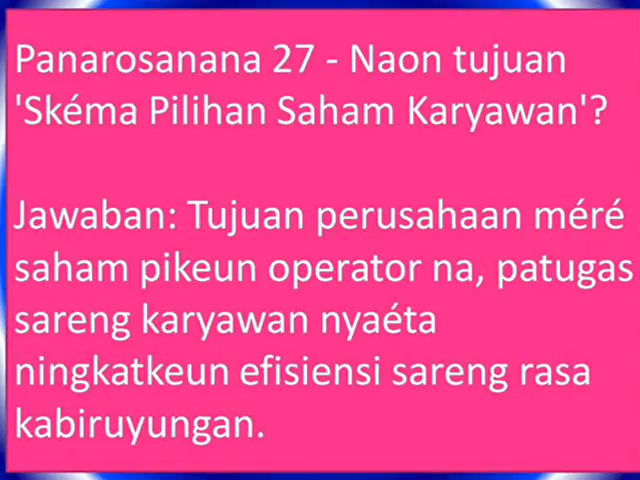 Panarosanana 27 - Naon tujuan
'Skéma Pilihan Saham Karyawan'?
Jawaban: Tujuan perusahaan méré
saham pikeun operator na, patugas
sareng karyawan nyaéta
ningkatkeun efisiensi sareng rasa
kabiruyungan.